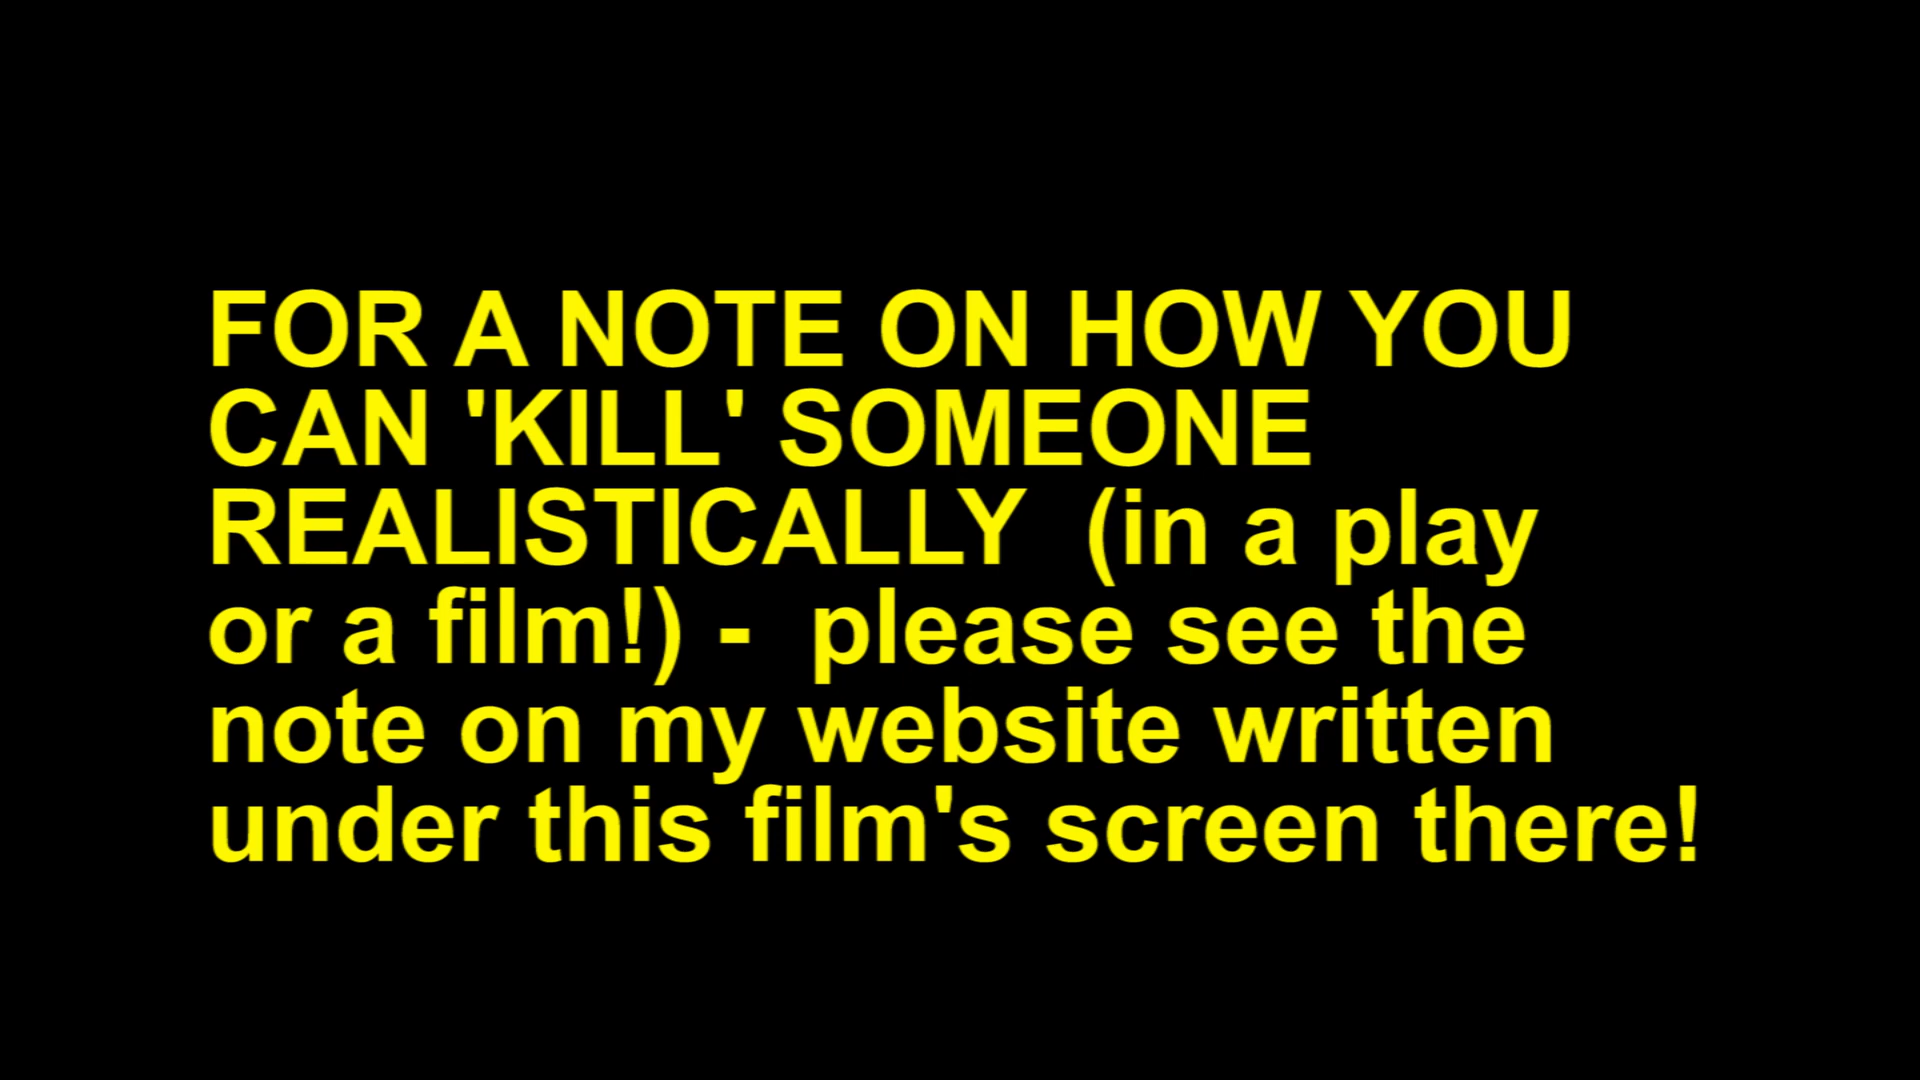 FOR A NOTE ON HOW YOU
CAN 'KILL' SOMEONE
REALISTICALLY  (in a play
or a film!) -  please see the
note on my website written
under this film's screen there!